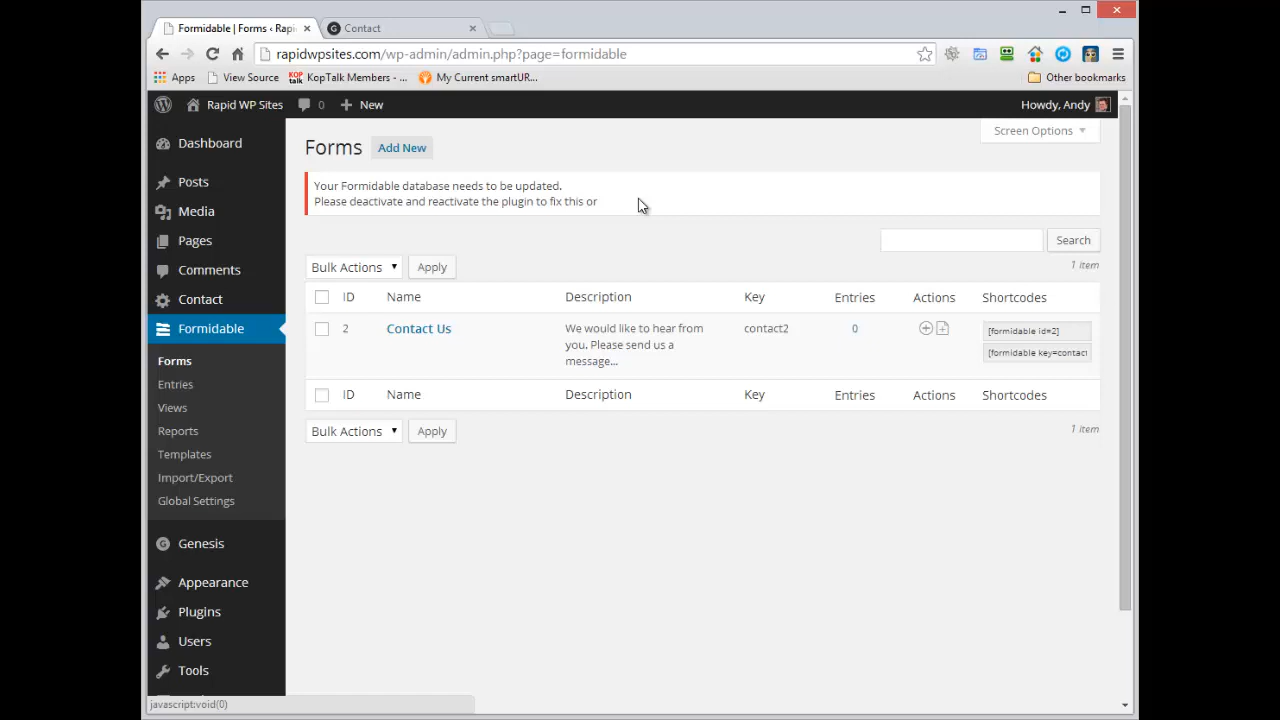 Formidable | Forms ‹ Rapi
Contact
rapidwpsites.com/wp-admin/admin.php?page=formidable
Apps
View Source
KOP talk
KopTalk Members - ...
My Current smartUR...
Other bookmarks
Rapid WP Sites
0
New
Howdy, Andy
Screen Options
Dashboard
Posts
Media
Pages
Comments
Contact
Formidable
Forms
Entries
Views
Reports
Templates
Import/Export
Global Settings
Genesis
Appearance
Plugins
Users
Tools
Forms
Add New
Your Formidable database needs to be updated.
Please deactivate and reactivate the plugin to fix this or
Search
1 item
Bulk Actions
Apply
ID Name Description Key Entries Actions Shortcodes
2 Contact Us We would like to hear from contact2 0 [formidable id=2]
you. Please send us a [formidable key=contact
message...
ID Name Description Key Entries Actions Shortcodes
Bulk Actions
Apply
1 item
javascript:void(0)